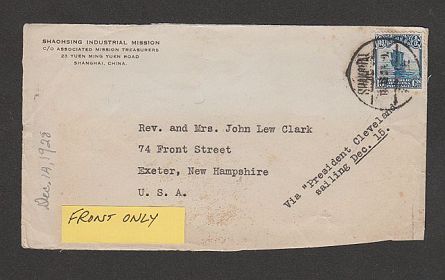 SHAOHSING INDUSTRIAL MISSION
C/O ASSOCIATED MISSION TREASURERS
23 YUEN MING YUEN ROAD
SHANGHAI, CHINA.
SHANGHAI
Rev. and Mrs. John Lew Clark
74 Front Street
Exeter, New Hampshire
U. S. A.
Via "President Cleveland"
sailing Dec. 15.
Dec. 14, 1928
FRONT ONLY